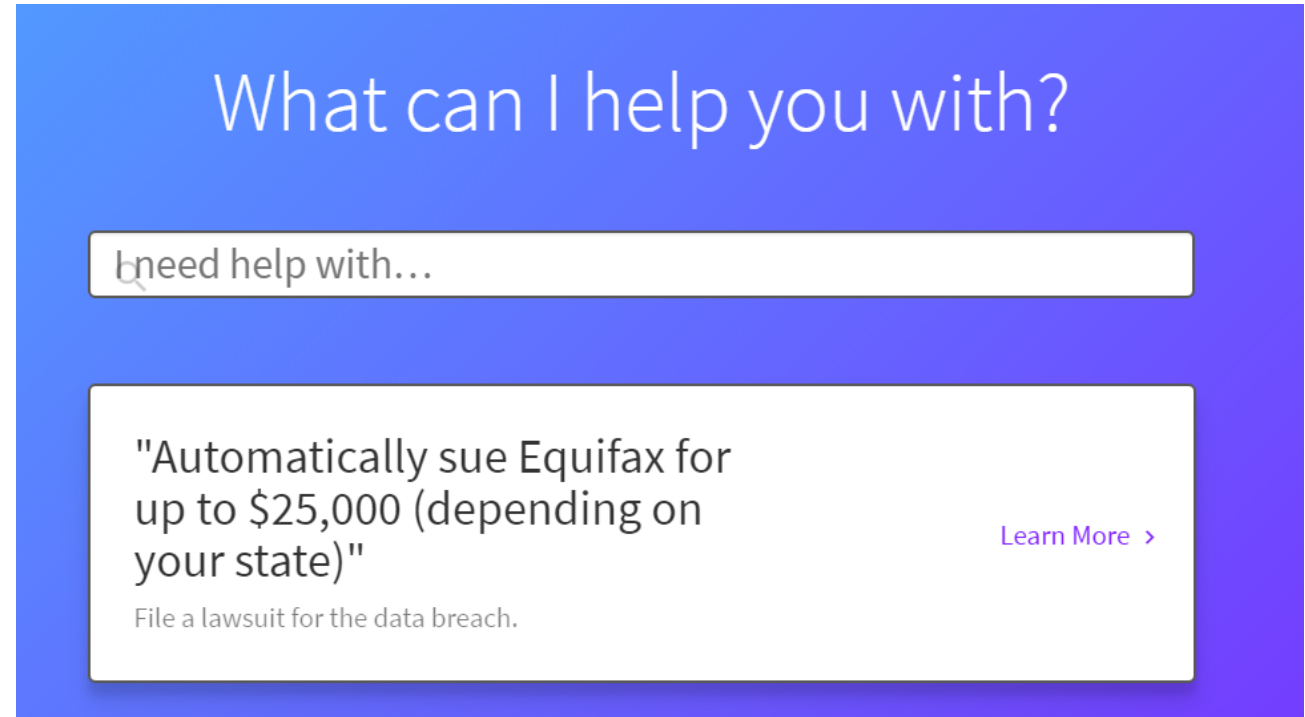 What can I help you with?
I need help with...
"Automatically sue Equifax for
up to $25,000 (depending on
your state)"
Learn More >
File a lawsuit for the data breach.